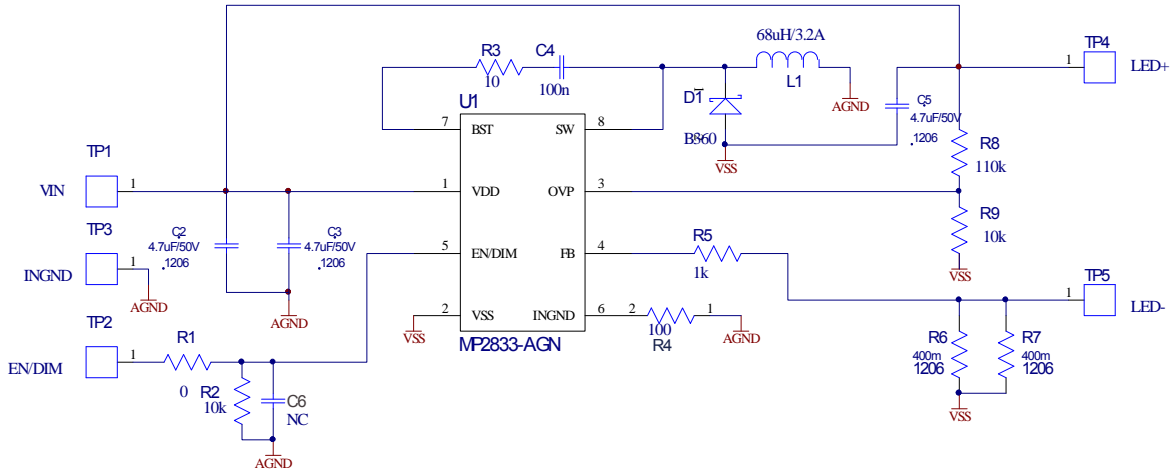 68uH/3.2A
L1
AGND
R3
10
C4
100n
D1
B360
VSS
C5
4.7uF/50V
.1206
TP4
1
LED+
R8
110k
R9
10k
VSS
U1
7
BST
SW
8
1
VDD
OVP
3
5
EN/DIM
FB
4
2
VSS
INGND
6
MP2833-AGN
VSS
TP1
VIN
1
TP3
INGND
1
AGND
C2
4.7uF/50V
.1206
C3
4.7uF/50V
.1206
AGND
TP2
EN/DIM
1
R1
0
R2
10k
C6
NC
AGND
R5
1k
2
100
1
R4
AGND
TP5
1
LED-
R6
400m
1206
R7
400m
1206
VSS